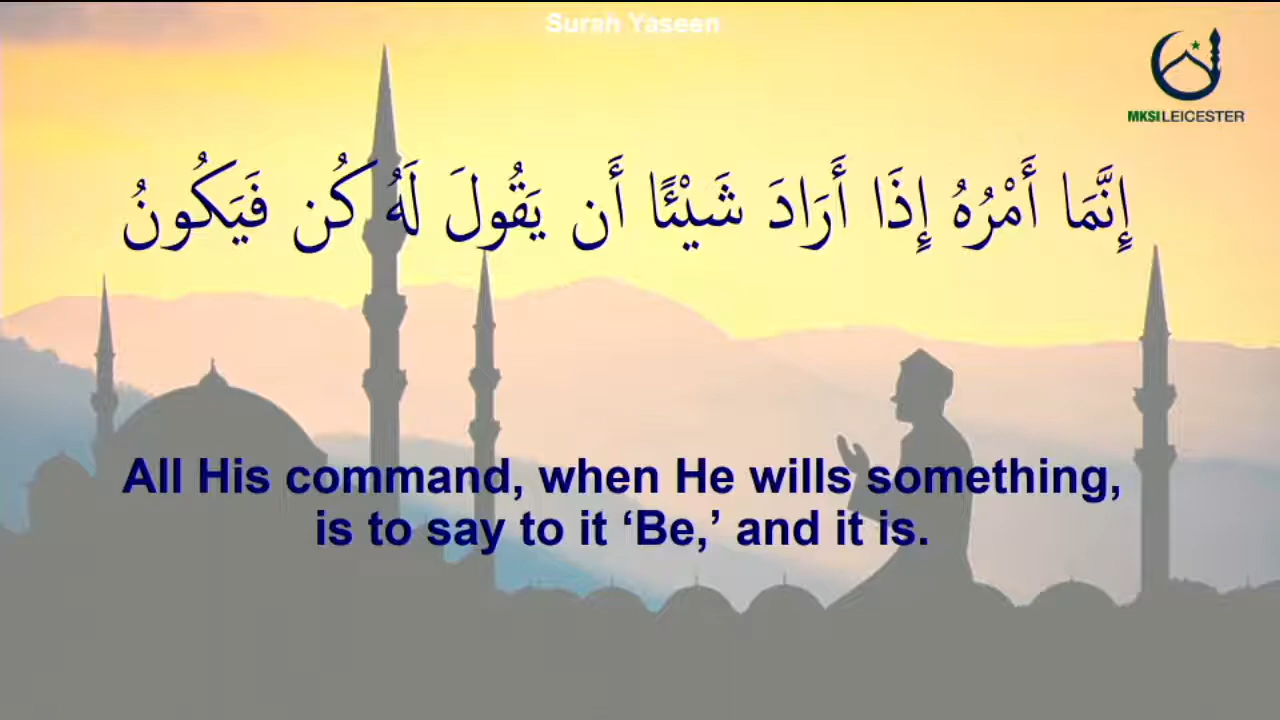 Surah Yaseen
MKSI LEICESTER
إِنَّمَا أَمْرُهُ إِذَا أَرَادَ شَيْئًا أَن يَقُولَ لَهُ كُن فَيَكُونُ
All His command, when He wills something,
is to say to it ‘Be,’ and it is.